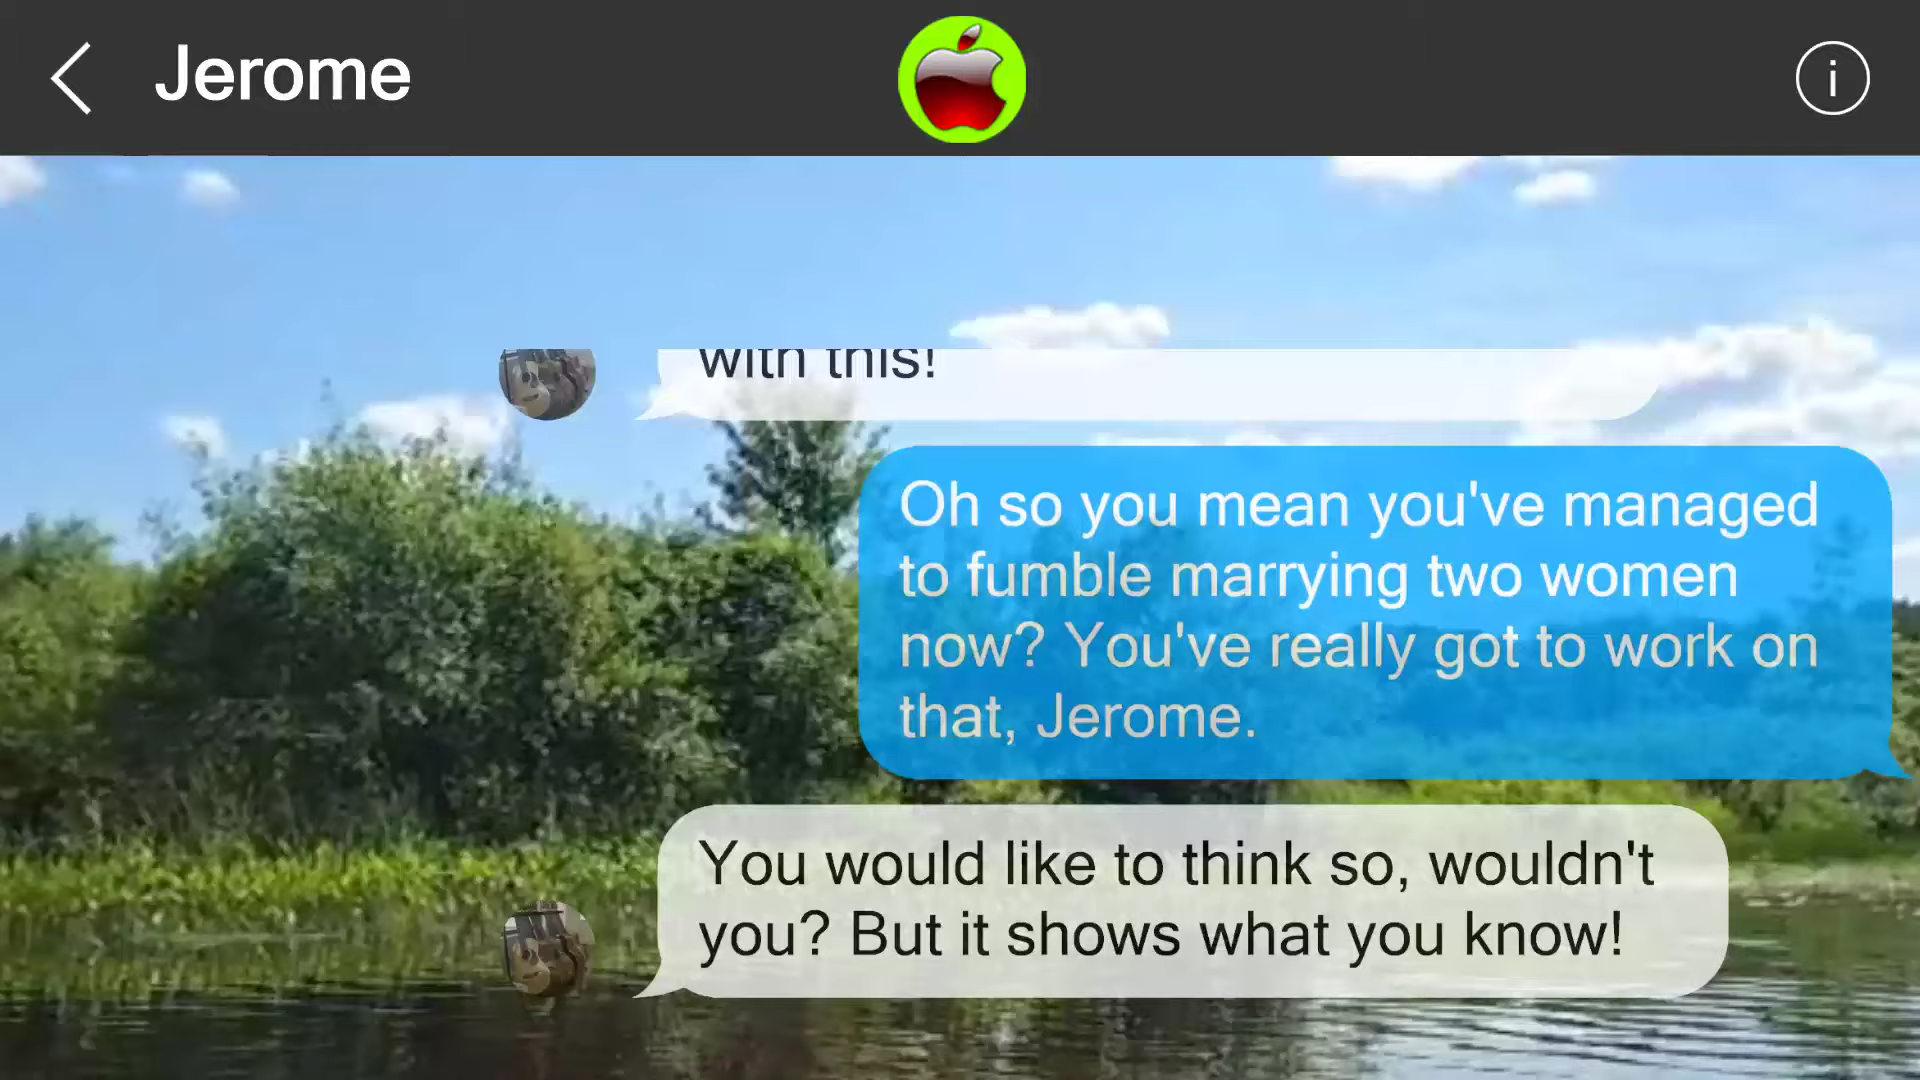 Jerome
i
with this!
Oh so you mean you've managed
to fumble marrying two women
now? You've really got to work on
that, Jerome.
You would like to think so, wouldn't
you? But it shows what you know!